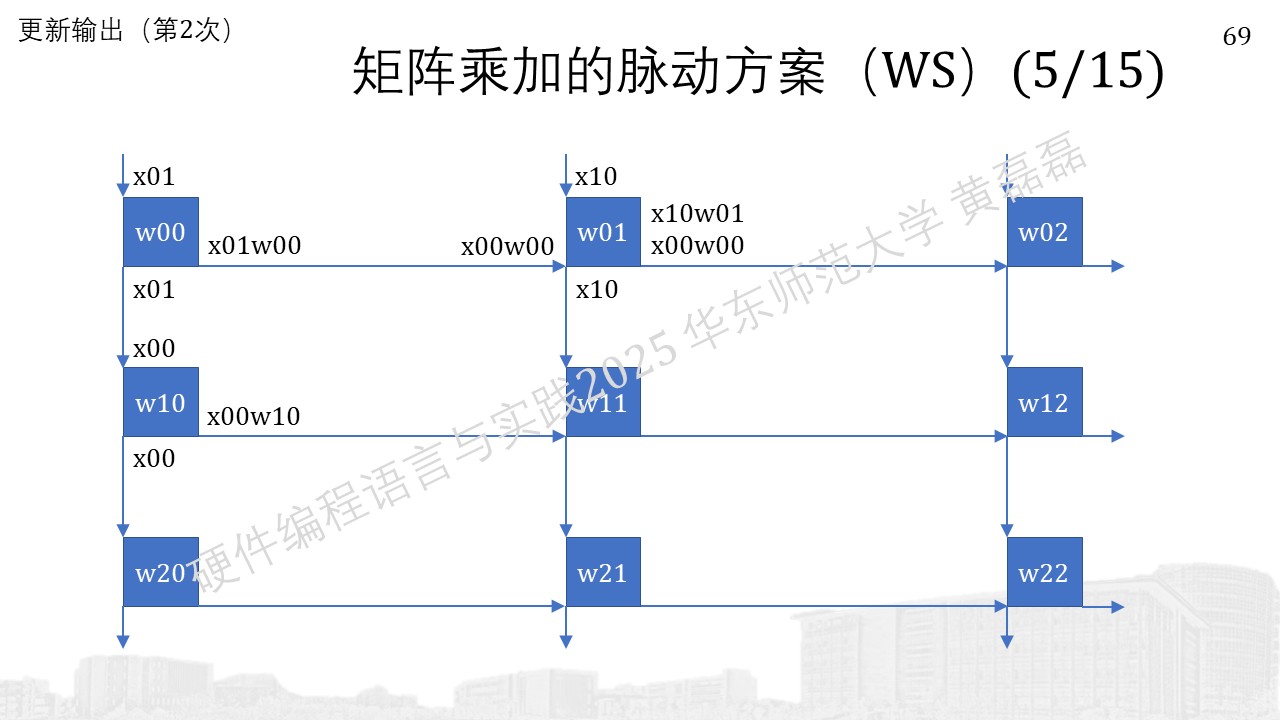 更新输出（第2次）
69
矩阵乘加的脉动方案（WS）(5/15)
x01
x10
w00
x01w00
x00w00
w01
x10w01
x00w00
w02
x01
x10
x00
w10
x00w10
w11
w12
x00
w20
w21
w22
硬件编程语言与实践2025 华东师范大学 黄磊磊